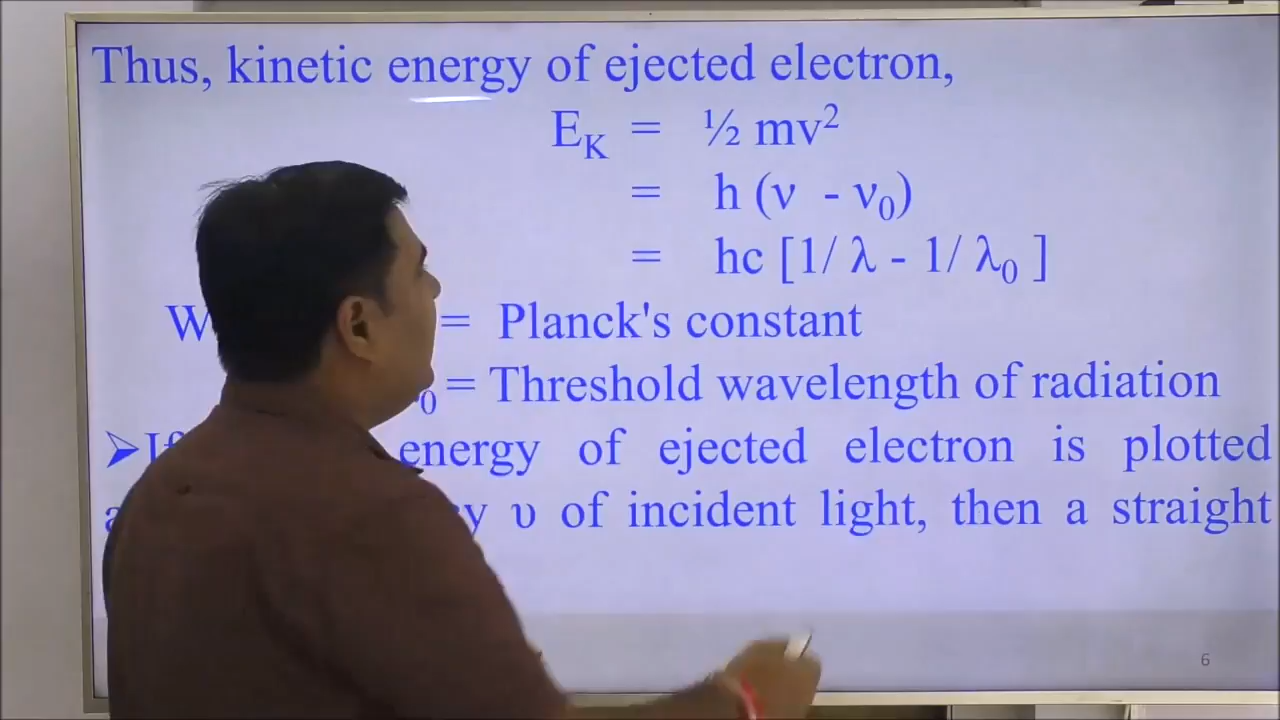 Thus, kinetic energy of ejected electron,
E_K = ½ mv²
= h (ν - ν₀)
= hc [1/ λ - 1/ λ₀ ]
= Planck's constant
₀ = Threshold wavelength of radiation
➢ energy of ejected electron is plotted
υ of incident light, then a straight
6